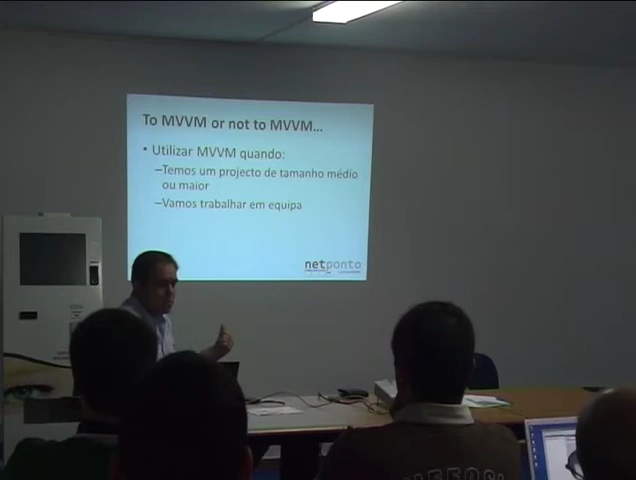 To MVVM or not to MVVM...
• Utilizar MVVM quando:
–Temos um projecto de tamanho médio
ou maior
–Vamos trabalhar em equipa
netponto